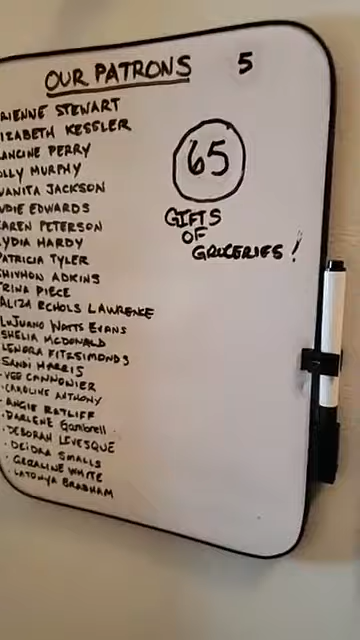 OUR PATRONS
5
RIENNE STEWART
IZABETH KESSLER
ANCINE PERRY
OLLY MURPHY
UANITA JACKSON
UDIE EDWARDS
AREN PETERSON
YDIA HARDY
PATRICIA TYLER
SHIVHON ADKINS
TRINA PIECE
ALIZA ECHOLS LAWRENCE
LUJUANO WATTS EVANS
SHELIA MCDONALD
LENORA FITZSIMONDS
SANDI HARRIS
CANNONIER
CAROLINE ANTHONY
ANGIE RATLIFF
DARLENE Gambrell
DEBORAH LEVESQUE
DEIDRA SMALLS
GERALINE WHITE
LATONYA BRABHAM
65
GIFTS
OF
GROCERIES!